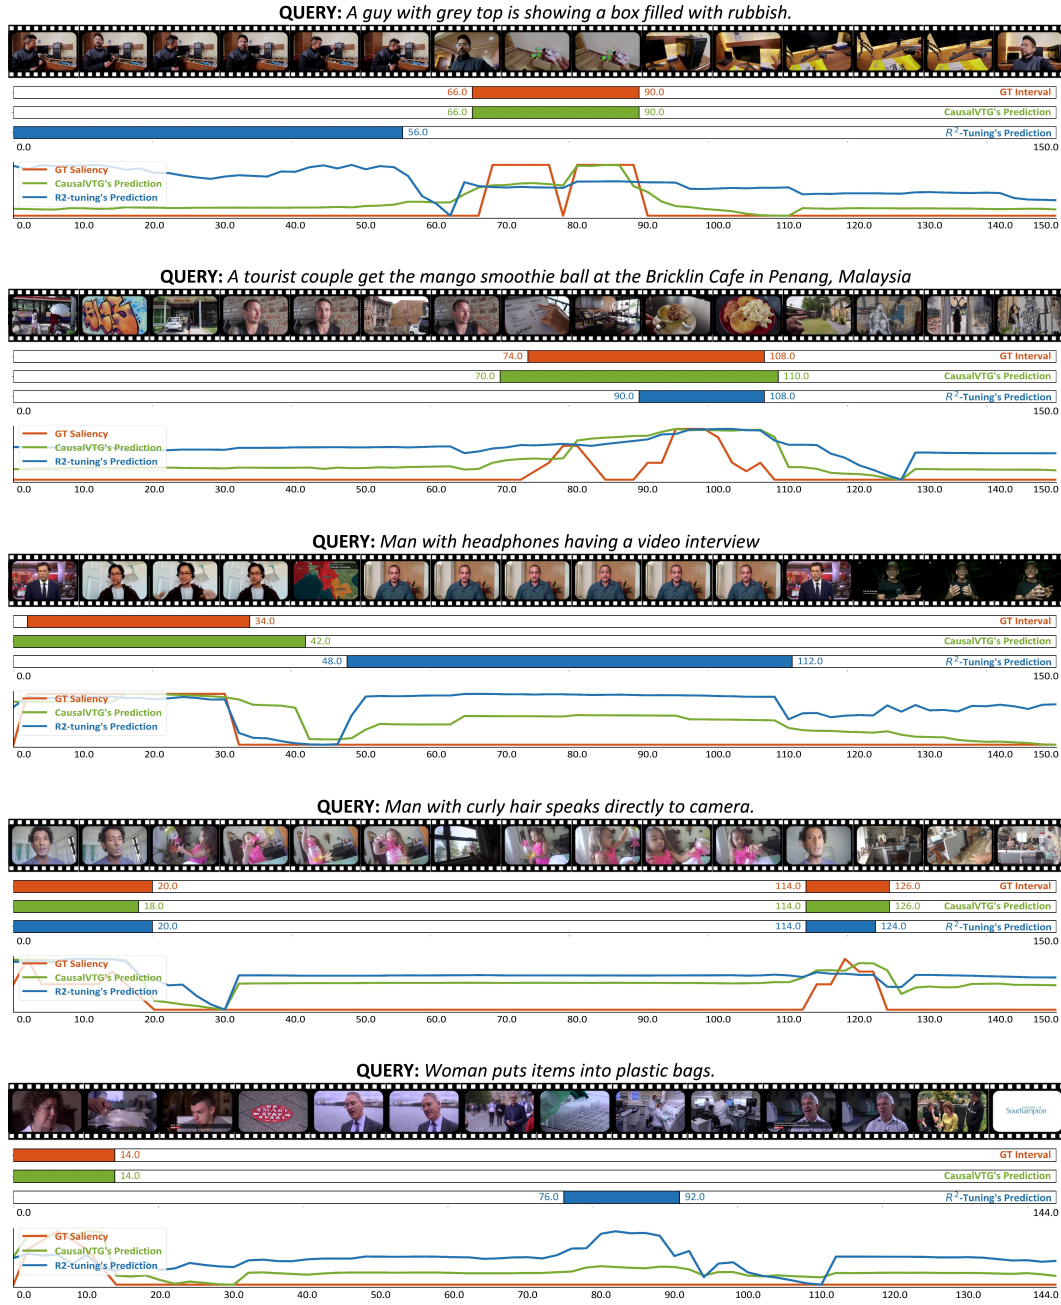 QUERY: A guy with grey top is showing a box filled with rubbish.
66.0 90.0 GT Interval
66.0 90.0 CausalVTG's Prediction
56.0 R²-Tuning's Prediction
0.0 150.0
GT Saliency
CausalVTG's Prediction
R2-tuning's Prediction
0.0 10.0 20.0 30.0 40.0 50.0 60.0 70.0 80.0 90.0 100.0 110.0 120.0 130.0 140.0 150.0
QUERY: A tourist couple get the mango smoothie ball at the Bricklin Cafe in Penang, Malaysia
74.0 108.0 GT Interval
70.0 110.0 CausalVTG's Prediction
90.0 108.0 R²-Tuning's Prediction
0.0 150.0
GT Saliency
CausalVTG's Prediction
R2-tuning's Prediction
0.0 10.0 20.0 30.0 40.0 50.0 60.0 70.0 80.0 90.0 100.0 110.0 120.0 130.0 140.0 150.0
QUERY: Man with headphones having a video interview
34.0 GT Interval
42.0 CausalVTG's Prediction
48.0 112.0 R²-Tuning's Prediction
0.0 150.0
GT Saliency
CausalVTG's Prediction
R2-tuning's Prediction
0.0 10.0 20.0 30.0 40.0 50.0 60.0 70.0 80.0 90.0 100.0 110.0 120.0 130.0 140.0 150.0
QUERY: Man with curly hair speaks directly to camera.
20.0 114.0 126.0 GT Interval
18.0 114.0 126.0 CausalVTG's Prediction
20.0 114.0 124.0 R²-Tuning's Prediction
0.0 150.0
GT Saliency
CausalVTG's Prediction
R2-tuning's Prediction
0.0 10.0 20.0 30.0 40.0 50.0 60.0 70.0 80.0 90.0 100.0 110.0 120.0 130.0 140.0 150.0
QUERY: Woman puts items into plastic bags.
SMART
Southampton
14.0 GT Interval
14.0 CausalVTG's Prediction
76.0 92.0 R²-Tuning's Prediction
0.0 144.0
GT Saliency
CausalVTG's Prediction
R2-tuning's Prediction
0.0 10.0 20.0 30.0 40.0 50.0 60.0 70.0 80.0 90.0 100.0 110.0 120.0 130.0 144.0